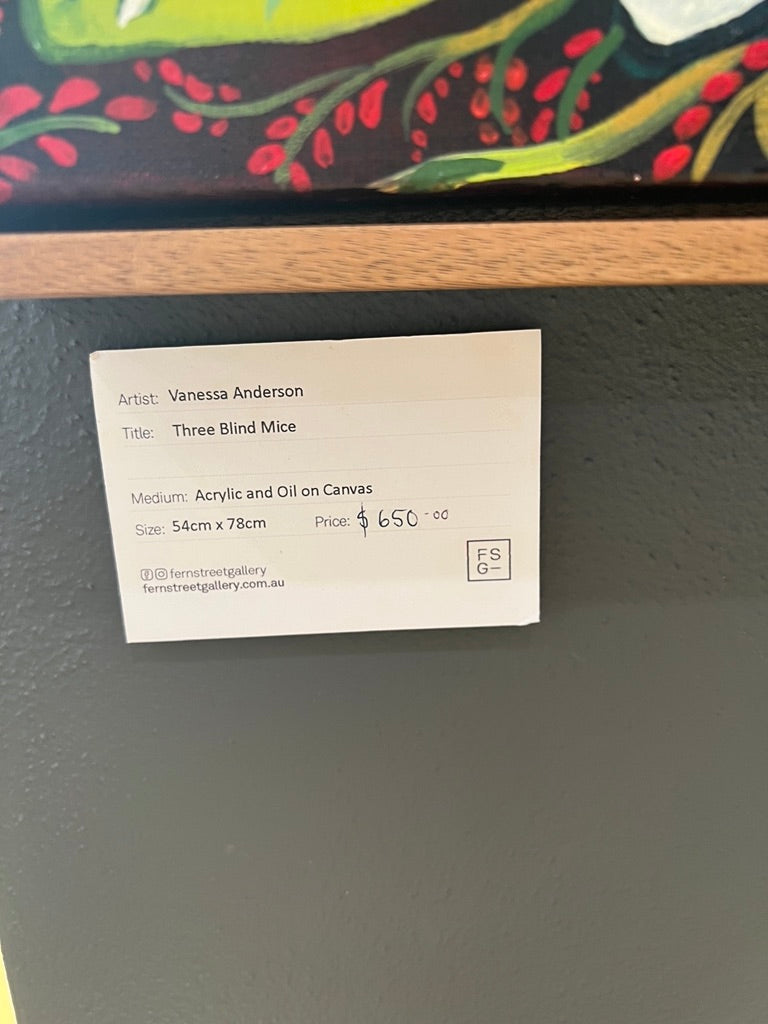 Artist: Vanessa Anderson
Title: Three Blind Mice
Medium: Acrylic and Oil on Canvas
Size: 54cm x 78cm Price: $650-00
fernstreetgallery
fernstreetgallery.com.au
FS
G–